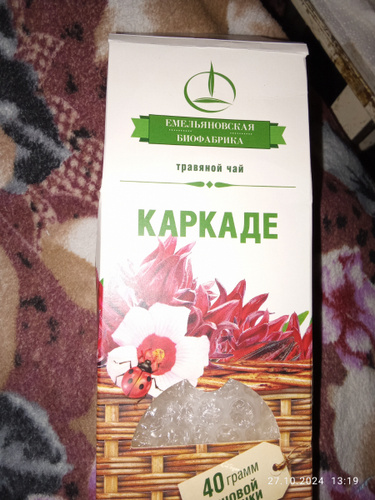 ЕМЕЛЬЯНОВСКАЯ
БИОФАБРИКА
травяной чай
КАРКАДЕ
40 грамм
27.10.2024 13:19